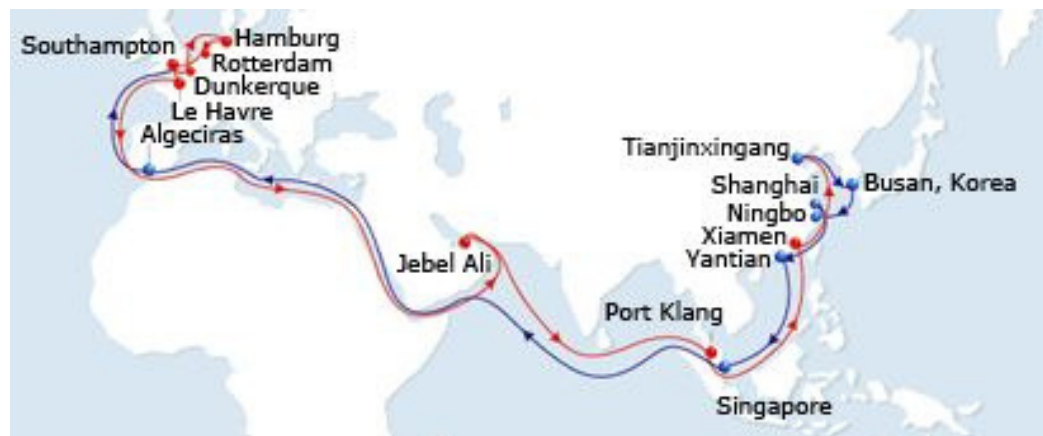 Southampton
Hamburg
Rotterdam
Dunkerque
Le Havre
Algeciras
Tianjinxingang
Shanghai
Busan, Korea
Ningbo
Xiamen
Yantian
Jebel Ali
Port Klang
Singapore